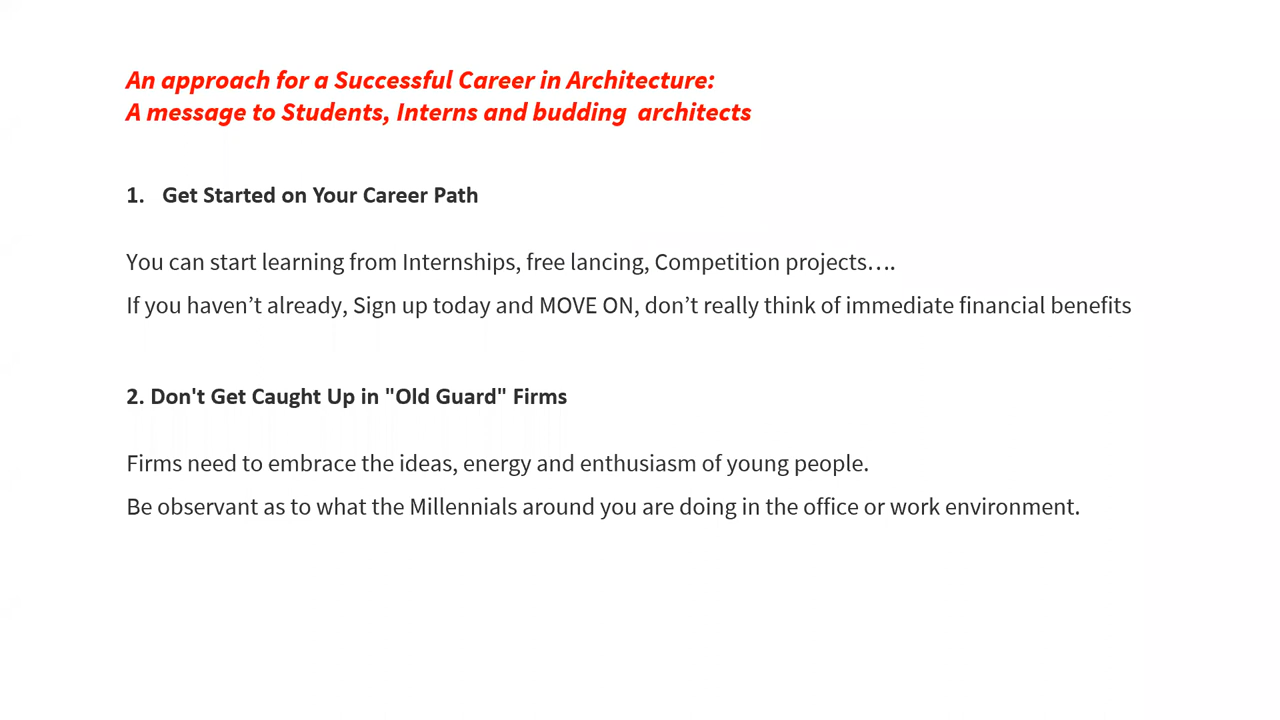 An approach for a Successful Career in Architecture:
A message to Students, Interns and budding  architects
1.   Get Started on Your Career Path
You can start learning from Internships, free lancing, Competition projects….
If you haven’t already, Sign up today and MOVE ON, don’t really think of immediate financial benefits
2. Don't Get Caught Up in "Old Guard" Firms
Firms need to embrace the ideas, energy and enthusiasm of young people.
Be observant as to what the Millennials around you are doing in the office or work environment.